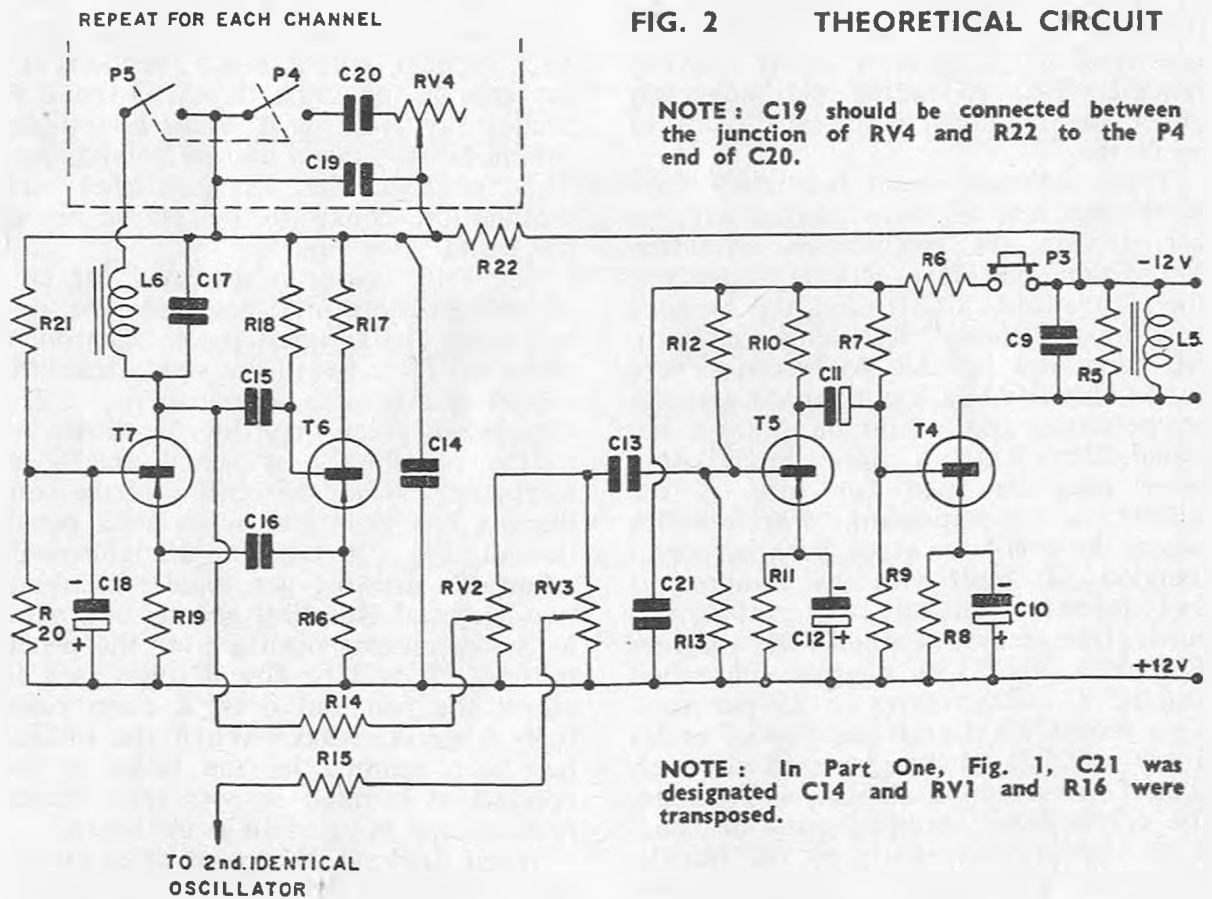 REPEAT FOR EACH CHANNEL
FIG. 2 THEORETICAL CIRCUIT
P5
P4
C20
RV4
C19
NOTE : C19 should be connected between
the junction of RV4 and R22 to the P4
end of C20.
R21
L6
C17
R18
R17
R22
R6
P3
-12V
R12
R10
R7
C9
R5
L5
C15
T7
T6
C14
C13
C11
T5
T4
C16
C18
-
+
R
20
R19
R16
RV2
RV3
C21
R13
R11
C12
-
+
R9
R8
C10
+
+12V
R14
R15
NOTE : In Part One, Fig. 1, C21 was
designated C14 and RV1 and R16 were
transposed.
TO 2nd. IDENTICAL
OSCILLATOR